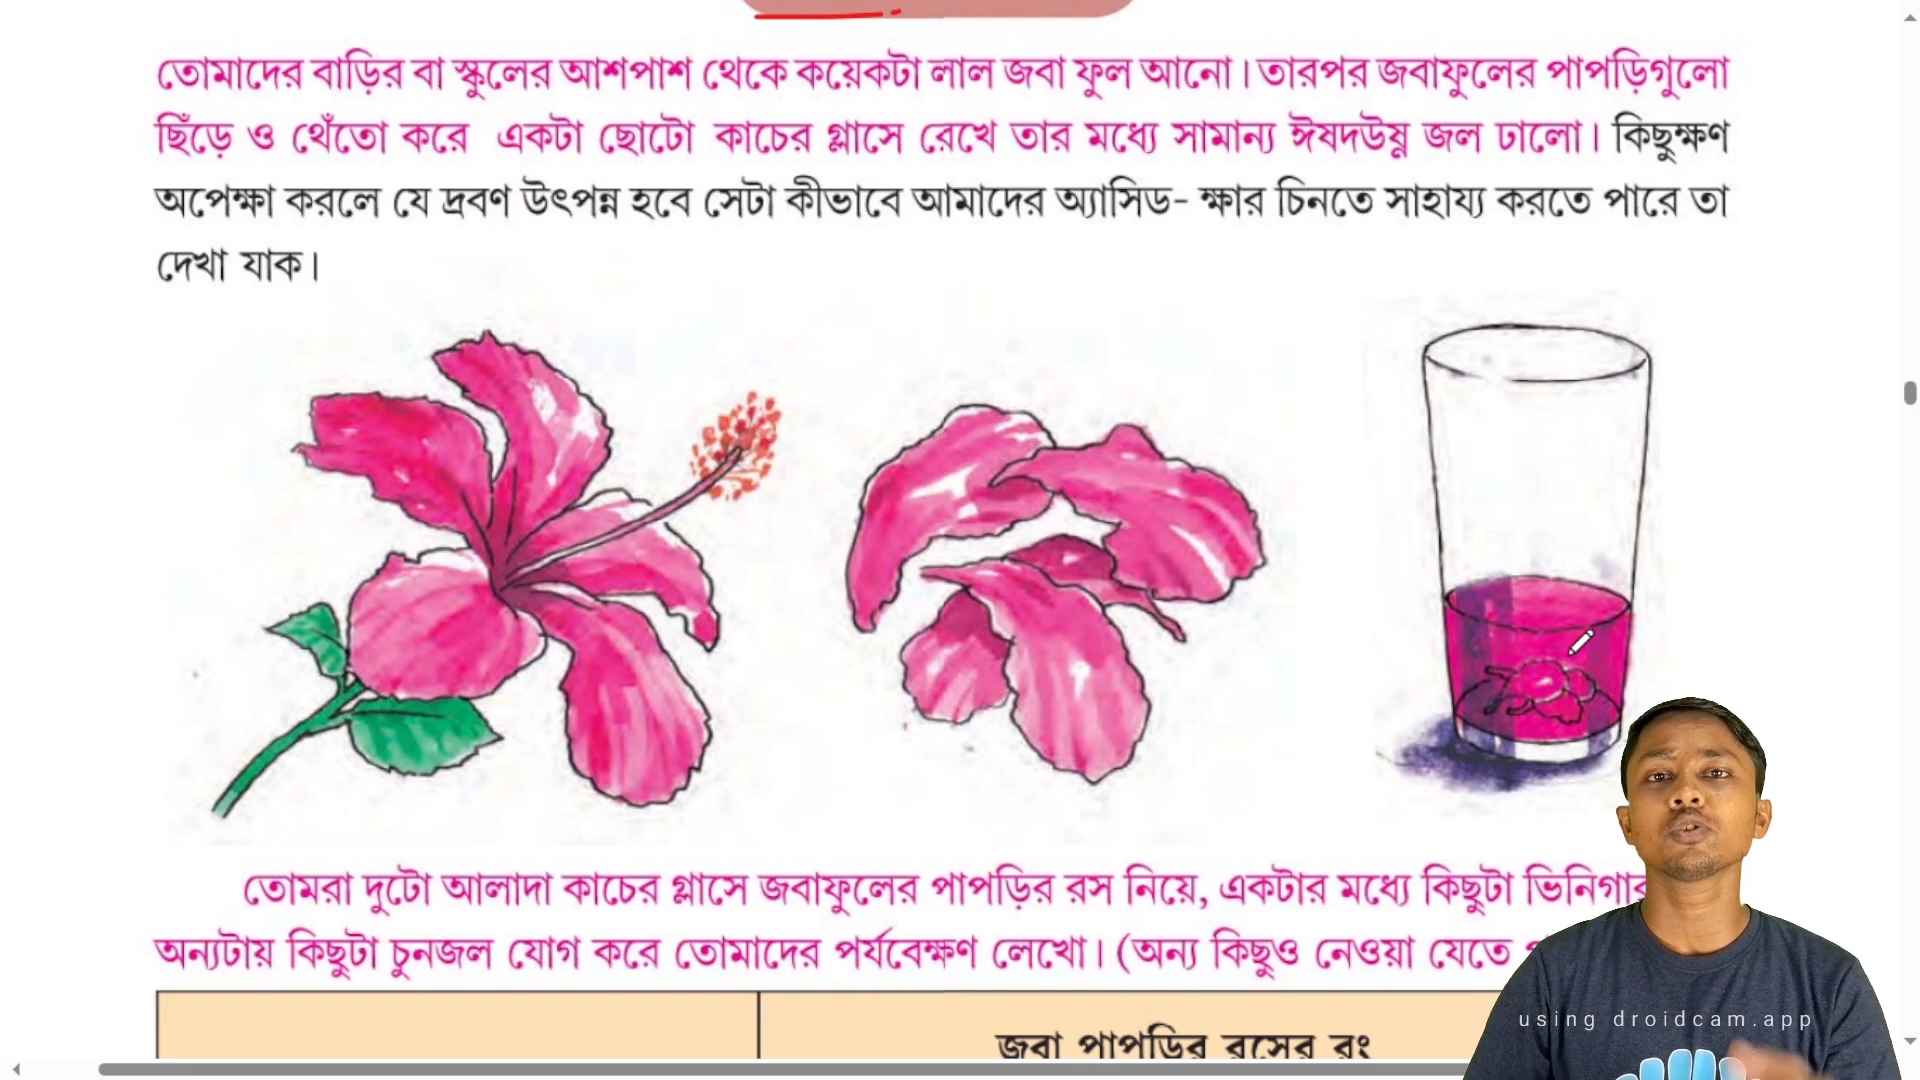 তোমাদের বাড়ির বা স্কুলের আশপাশ থেকে কয়েকটা লাল জবা ফুল আনো। তারপর জবাফুলের পাপড়িগুলো
ছিঁড়ে ও থেঁতো করে একটা ছোটো কাচের গ্লাসে রেখে তার মধ্যে সামান্য ঈষদউষ্ণ জল ঢালো। কিছুক্ষণ
অপেক্ষা করলে যে দ্রবণ উৎপন্ন হবে সেটা কীভাবে আমাদের অ্যাসিড- ক্ষার চিনতে সাহায্য করতে পারে তা
দেখা যাক।
তোমরা দুটো আলাদা কাচের গ্লাসে জবাফুলের পাপড়ির রস নিয়ে, একটার মধ্যে কিছুটা ভিনিগার
অন্যটায় কিছুটা চুনজল যোগ করে তোমাদের পর্যবেক্ষণ লেখো। (অন্য কিছুও নেওয়া যেতে
জবা পাপড়ির রসের রং
using droidcam.app